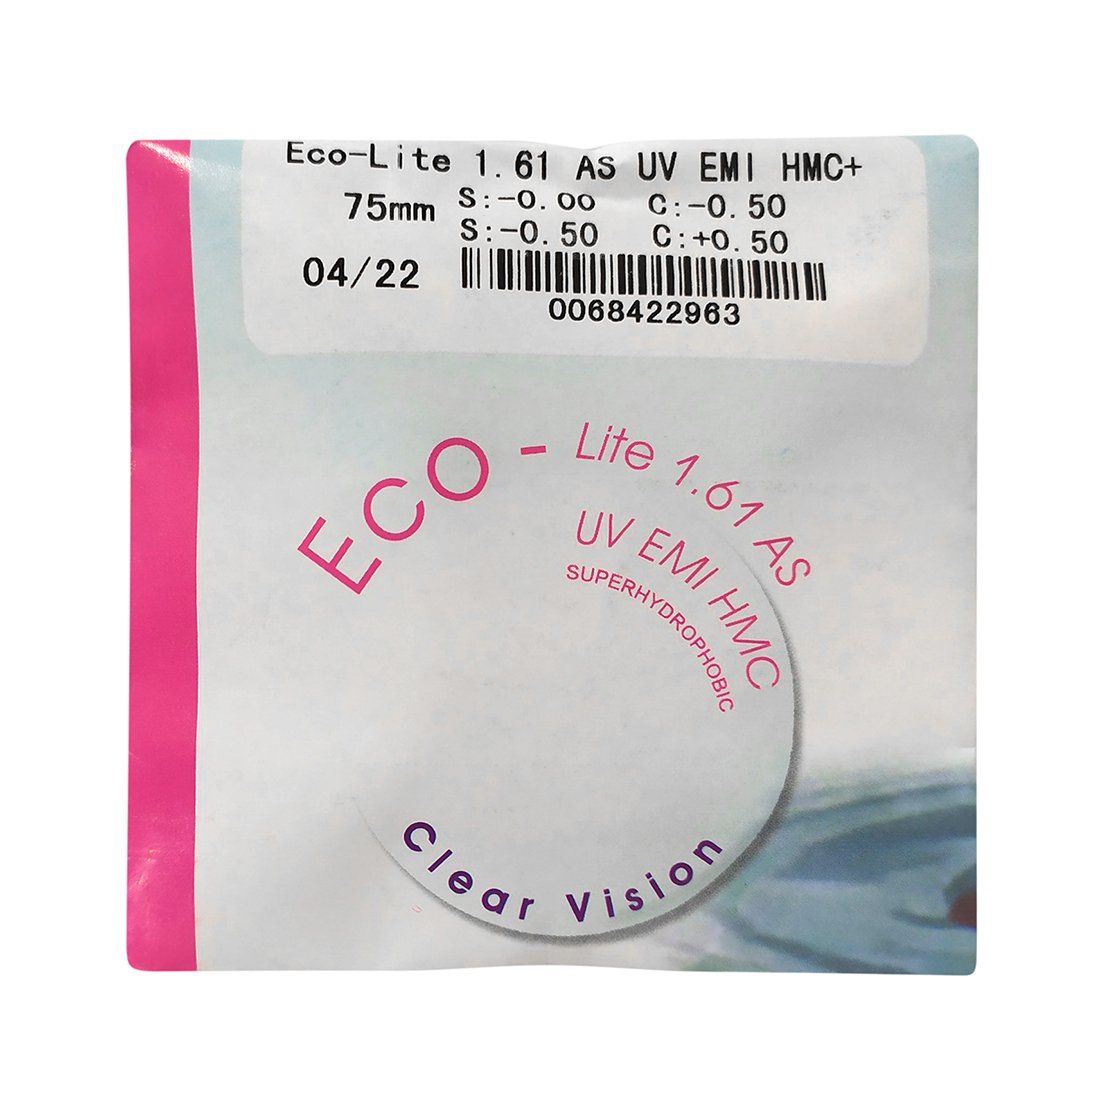 Eco-Lite 1.61 AS UV EMI HMC+
75mm S:-0.00 C:-0.50
S:-0.50 C:+0.50
04/22
0068422963
ECO - Lite 1.61 AS
UV EMI HMC
SUPERHYDROPHOBIC
Clear Vision